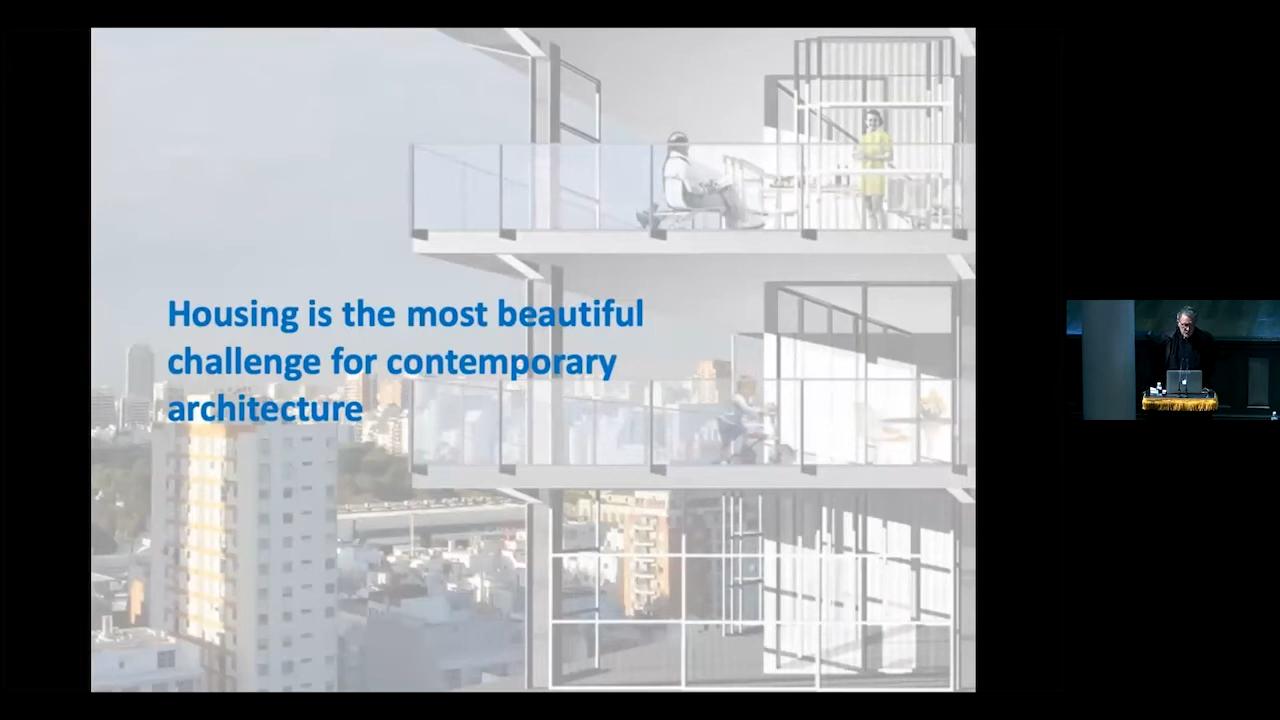 Housing is the most beautiful
challenge for contemporary
architecture